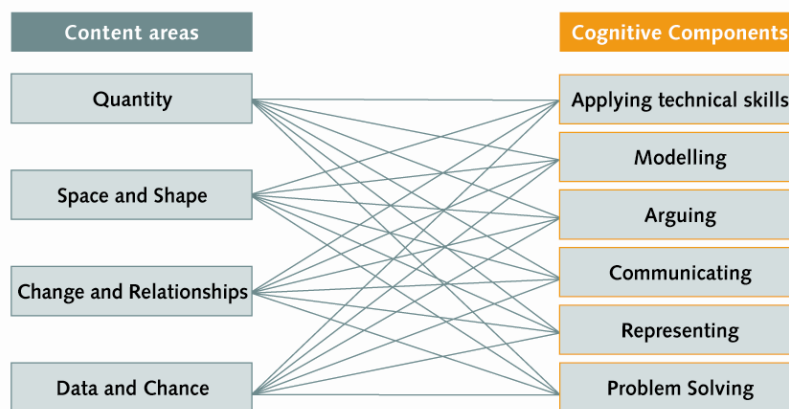 Content areas
Quantity
Space and Shape
Change and Relationships
Data and Chance
Cognitive Components
Applying technical skills
Modelling
Arguing
Communicating
Representing
Problem Solving